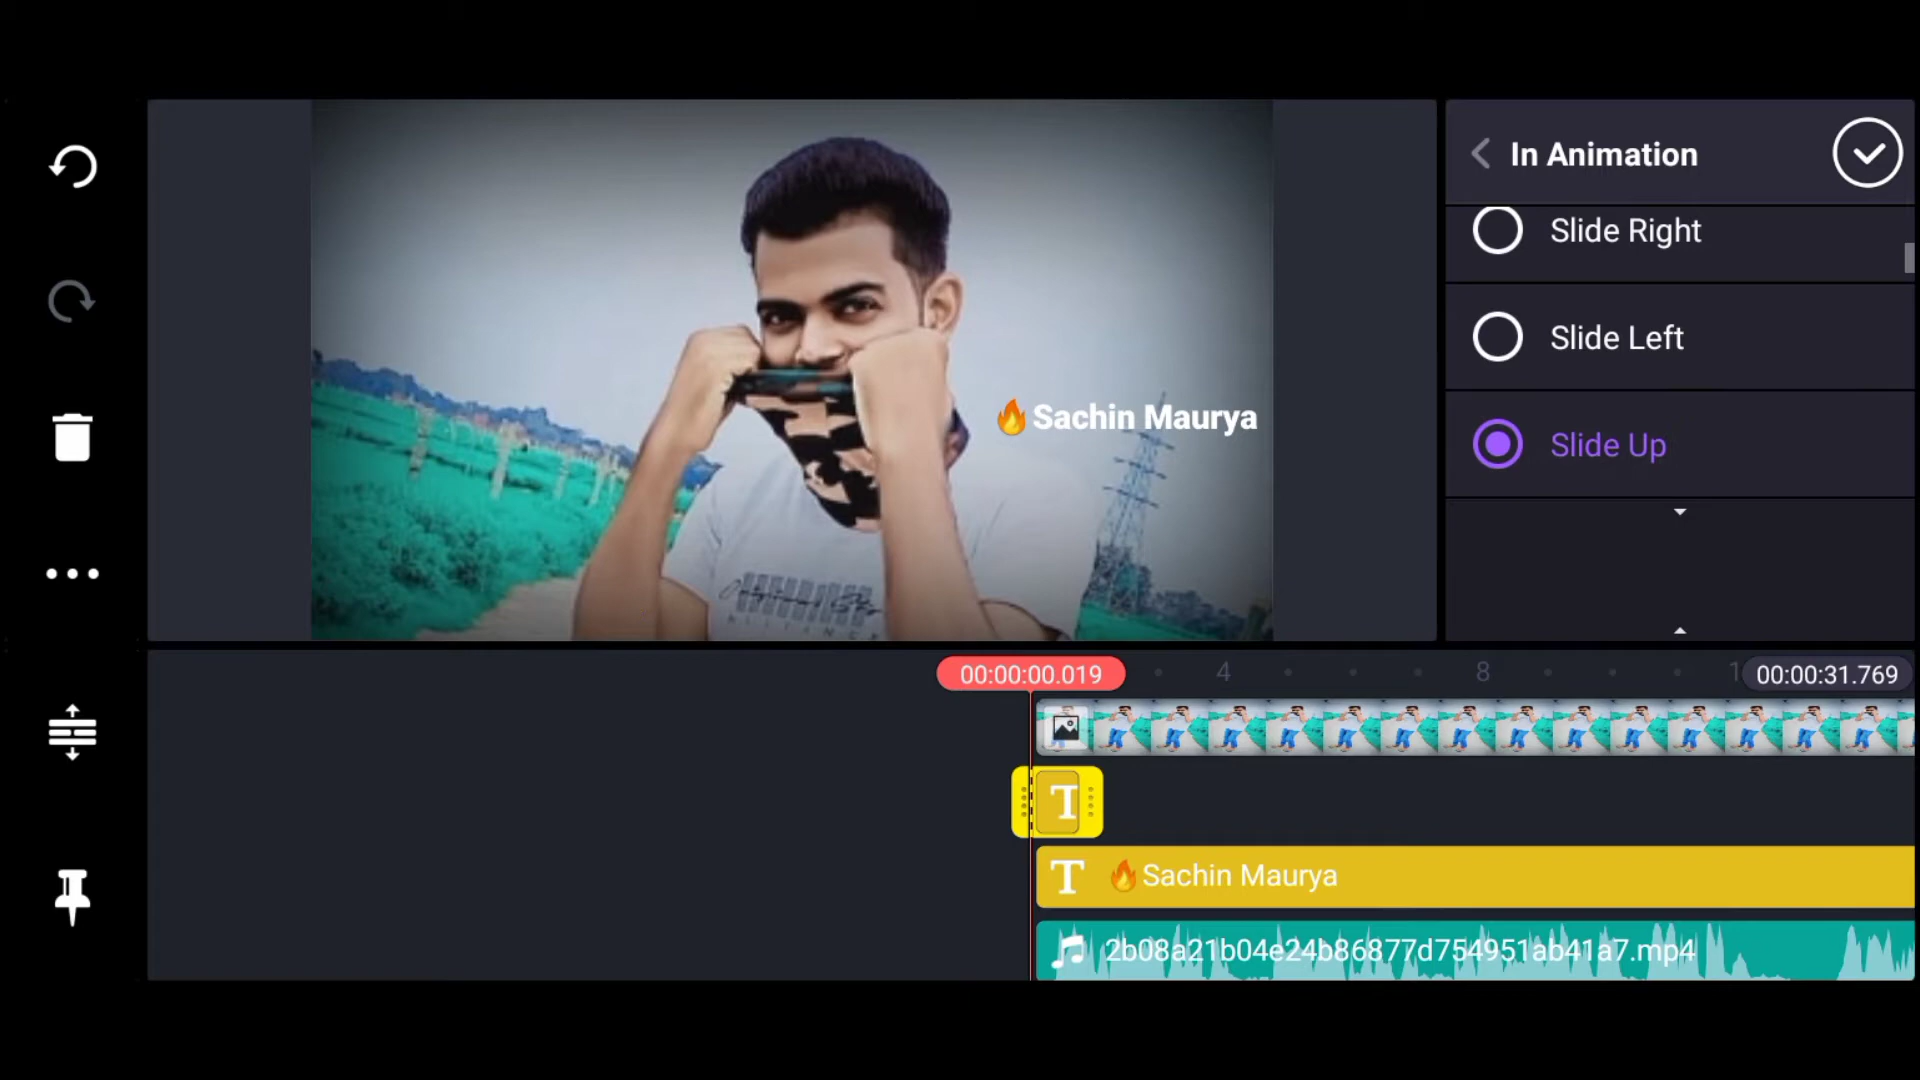 In Animation
Slide Right
Slide Left
Slide Up
🔥Sachin Maurya
00:00:00.019
4
8
1
00:00:31.769
T
T 🔥Sachin Maurya
2b08a21b04e24b86877d754951ab41a7.mp4